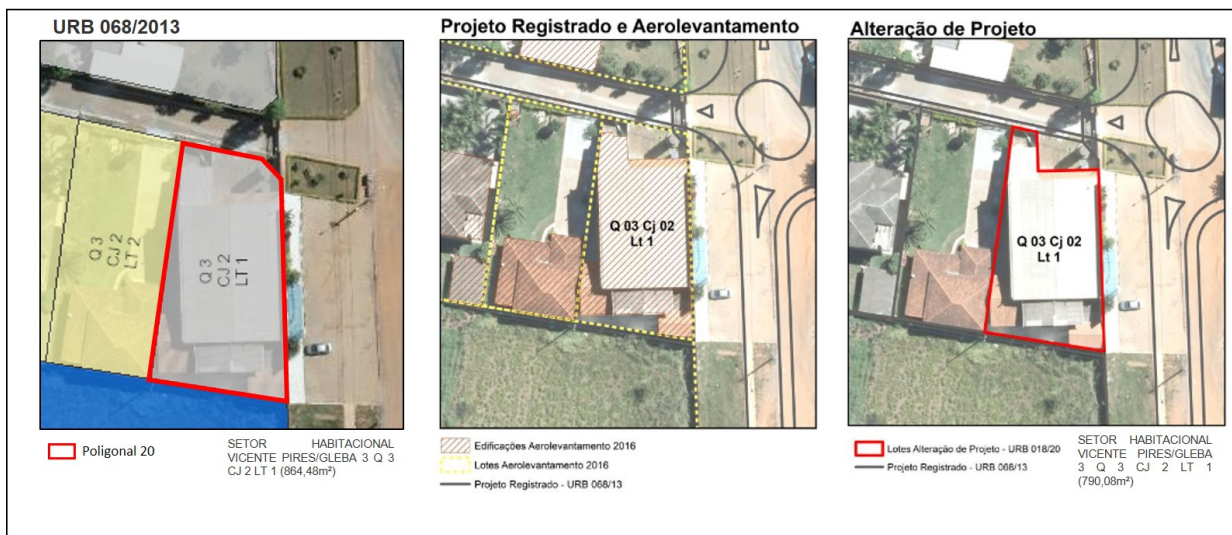 URB 068/2013
Q 3
CJ 2
LT 2
Q 3
CJ 2
LT 1
Poligonal 20
SETOR HABITACIONAL
VICENTE PIRES/GLEBA 3 Q 3
CJ 2 LT 1 (864,48m²)
Projeto Registrado e Aerolevantamento
Q 03 Cj 02
Lt 1
Edificações Aerolevantamento 2016
Lotes Aerolevantamento 2016
Projeto Registrado - URB 068/13
Alteração de Projeto
Q 03 Cj 02
Lt 1
Lotes Alteração de Projeto - URB 018/20
Projeto Registrado - URB 068/13
SETOR HABITACIONAL
VICENTE PIRES/GLEBA
3 Q 3 CJ 2 LT 1
(790,08m²)